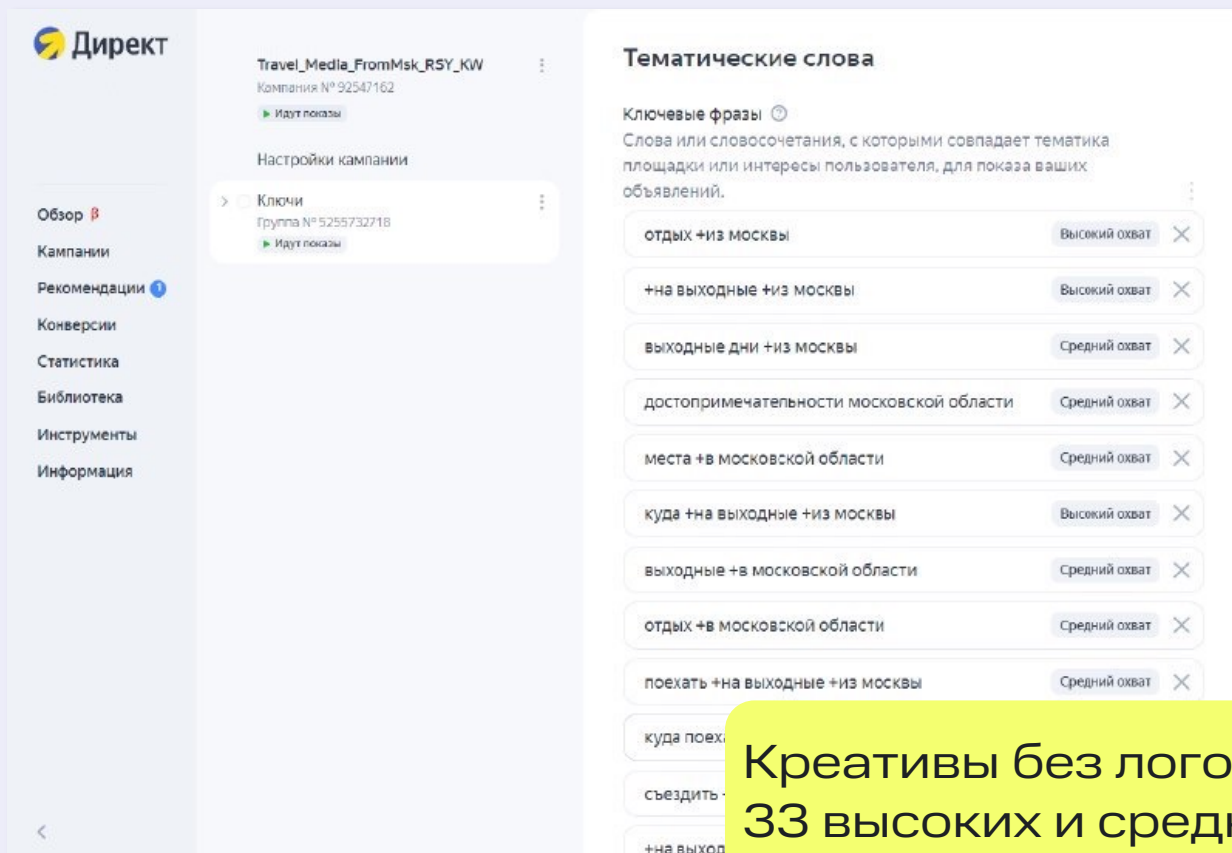 Директ
Обзор β
Кампании
Рекомендации 1
Конверсии
Статистика
Библиотека
Инструменты
Информация
Travel_Media_FromMsk_RSY_KW
Кампания № 92547162
Идут показы
Настройки кампании
Ключи
Группа № 5255732718
Идут показы
Тематические слова
Ключевые фразы
Слова или словосочетания, с которыми совпадает тематика
площадки или интересы пользователя, для показа ваших
объявлений.
отдых +из москвы Высокий охват
+на выходные +из москвы Высокий охват
выходные дни +из москвы Средний охват
достопримечательности московской области Средний охват
места +в московской области Средний охват
куда +на выходные +из москвы Высокий охват
выходные +в московской области Средний охват
отдых +в московской области Средний охват
поехать +на выходные +из москвы Средний охват
куда
съездить
Креативы без лого
33 высоких и